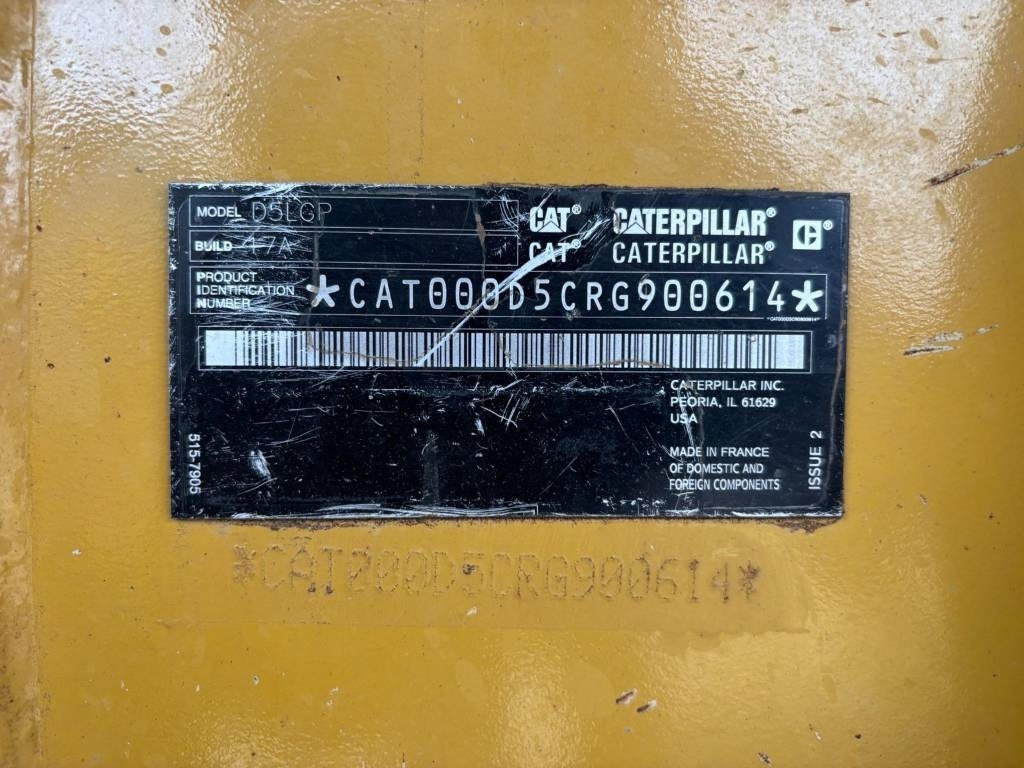 MODEL D5LGP
BUILD 47A
CAT® CATERPILLAR®
CAT® CATERPILLAR®
C®
PRODUCT
IDENTIFICATION
NUMBER
*CAT000D5CRG900614*
*CAT000D5CRG900614*
CATERPILLAR INC.
PEORIA, IL 61629
USA
MADE IN FRANCE
OF DOMESTIC AND
FOREIGN COMPONENTS
515-7905
ISSUE 2
*CAT000D5CRG900614*